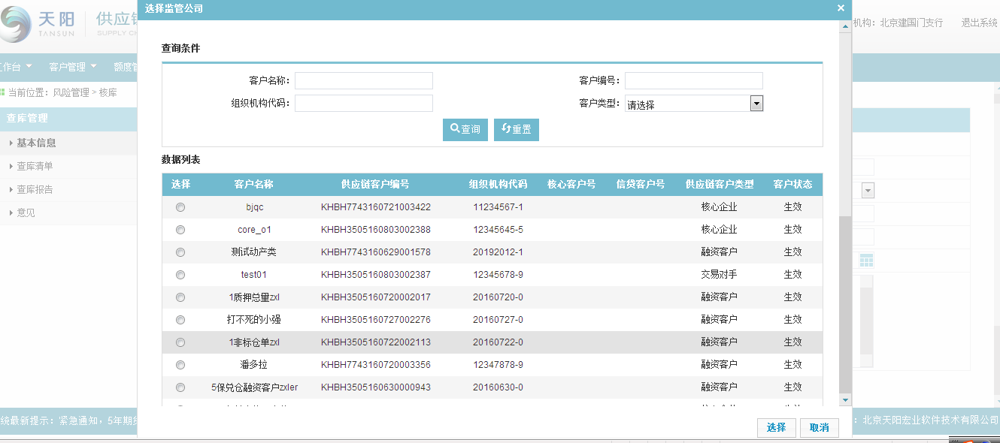 选择监管公司
天阳
TANSUN
供应链
SUPPLY CH
机构：北京建国门支行 退出系统
工作台 客户管理 额度管
当前位置：风险管理 > 核库
查库管理
基本信息
查库清单
查库报告
意见
查询条件
客户名称： 客户编号：
组织机构代码： 客户类型： 请选择
查询 重置
数据列表
选择 客户名称 供应链客户编号 组织机构代码 核心客户号 信贷客户号 供应链客户类型 客户状态
bjqc KHBH7743160721003422 11234567-1 核心企业 生效
core_o1 KHBH3505160803002388 12345645-5 核心企业 生效
测试动产类 KHBH7743160629001578 20192012-1 融资客户 生效
test01 KHBH3505160803002387 12345678-9 交易对手 生效
1质押总量zxl KHBH3505160720002017 20160720-0 融资客户 生效
打不死的小强 KHBH3505160727002276 20160727-0 融资客户 生效
1非标仓单zxl KHBH3505160722002113 20160722-0 融资客户 生效
潘多拉 KHBH7743160720003356 12347878-9 融资客户 生效
5保兑仓融资客户zxler KHBH3505160630000943 20160630-0 融资客户 生效
选择 取消
统最新提示：紧急通知，5年期贷
：北京天阳宏业软件技术有限公司